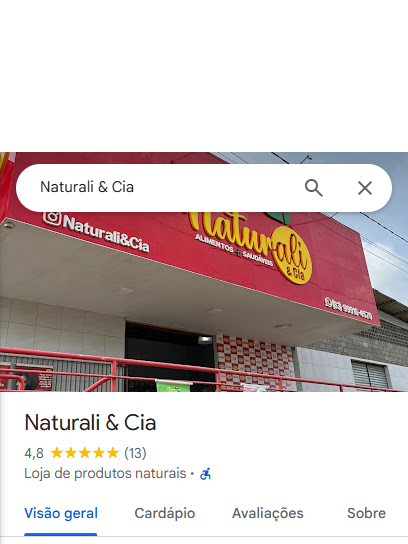 Naturali & Cia
Naturali&Cia
Naturali
& Cia
ALIMENTOS SAUDÁVEIS
Naturali & Cia
4,8 (13)
Loja de produtos naturais •
Visão geral Cardápio Avaliações Sobre